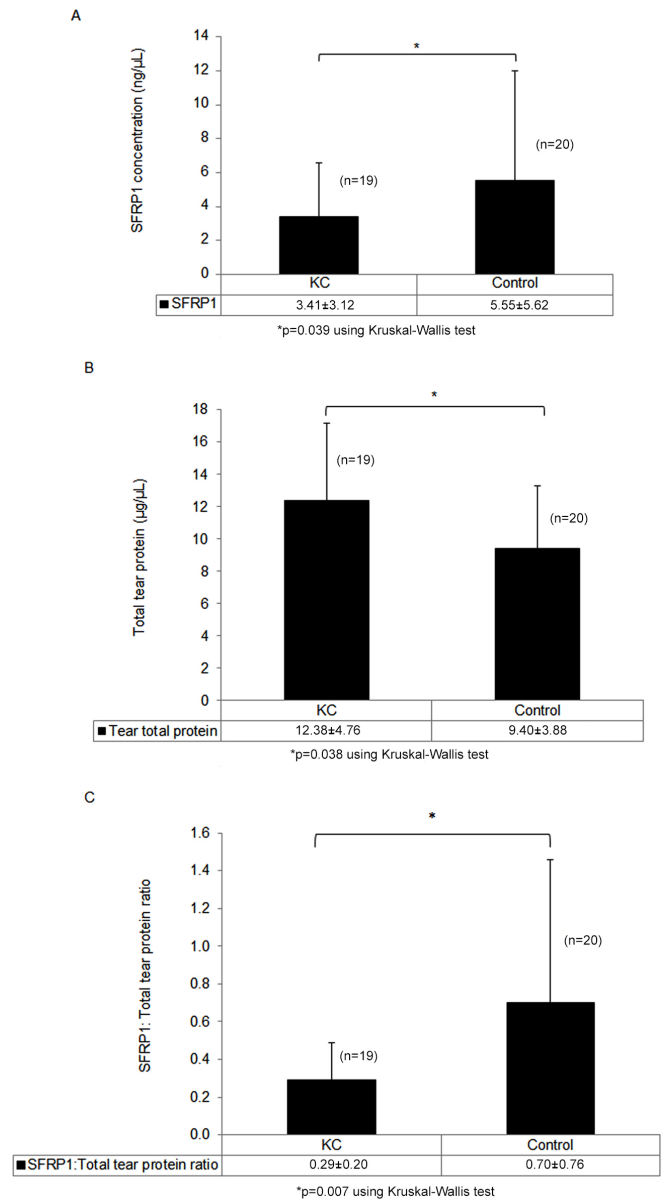 A
*
14
12
10
8
6
4
2
0
SFRP1 concentration (ng/µL)
(n=19)
(n=20)
KC Control
SFRP1 3.41±3.12 5.55±5.62
*p=0.039 using Kruskal-Wallis test
B
*
18
16
14
12
10
8
6
4
2
0
Total tear protein (µg/µL)
(n=19)
(n=20)
KC Control
Tear total protein 12.38±4.76 9.40±3.88
*p=0.038 using Kruskal-Wallis test
C
*
1.6
1.4
1.2
1.0
0.8
0.6
0.4
0.2
0.0
SFRP1: Total tear protein ratio
(n=20)
(n=19)
KC Control
SFRP1:Total tear protein ratio 0.29±0.20 0.70±0.76
*p=0.007 using Kruskal-Wallis test